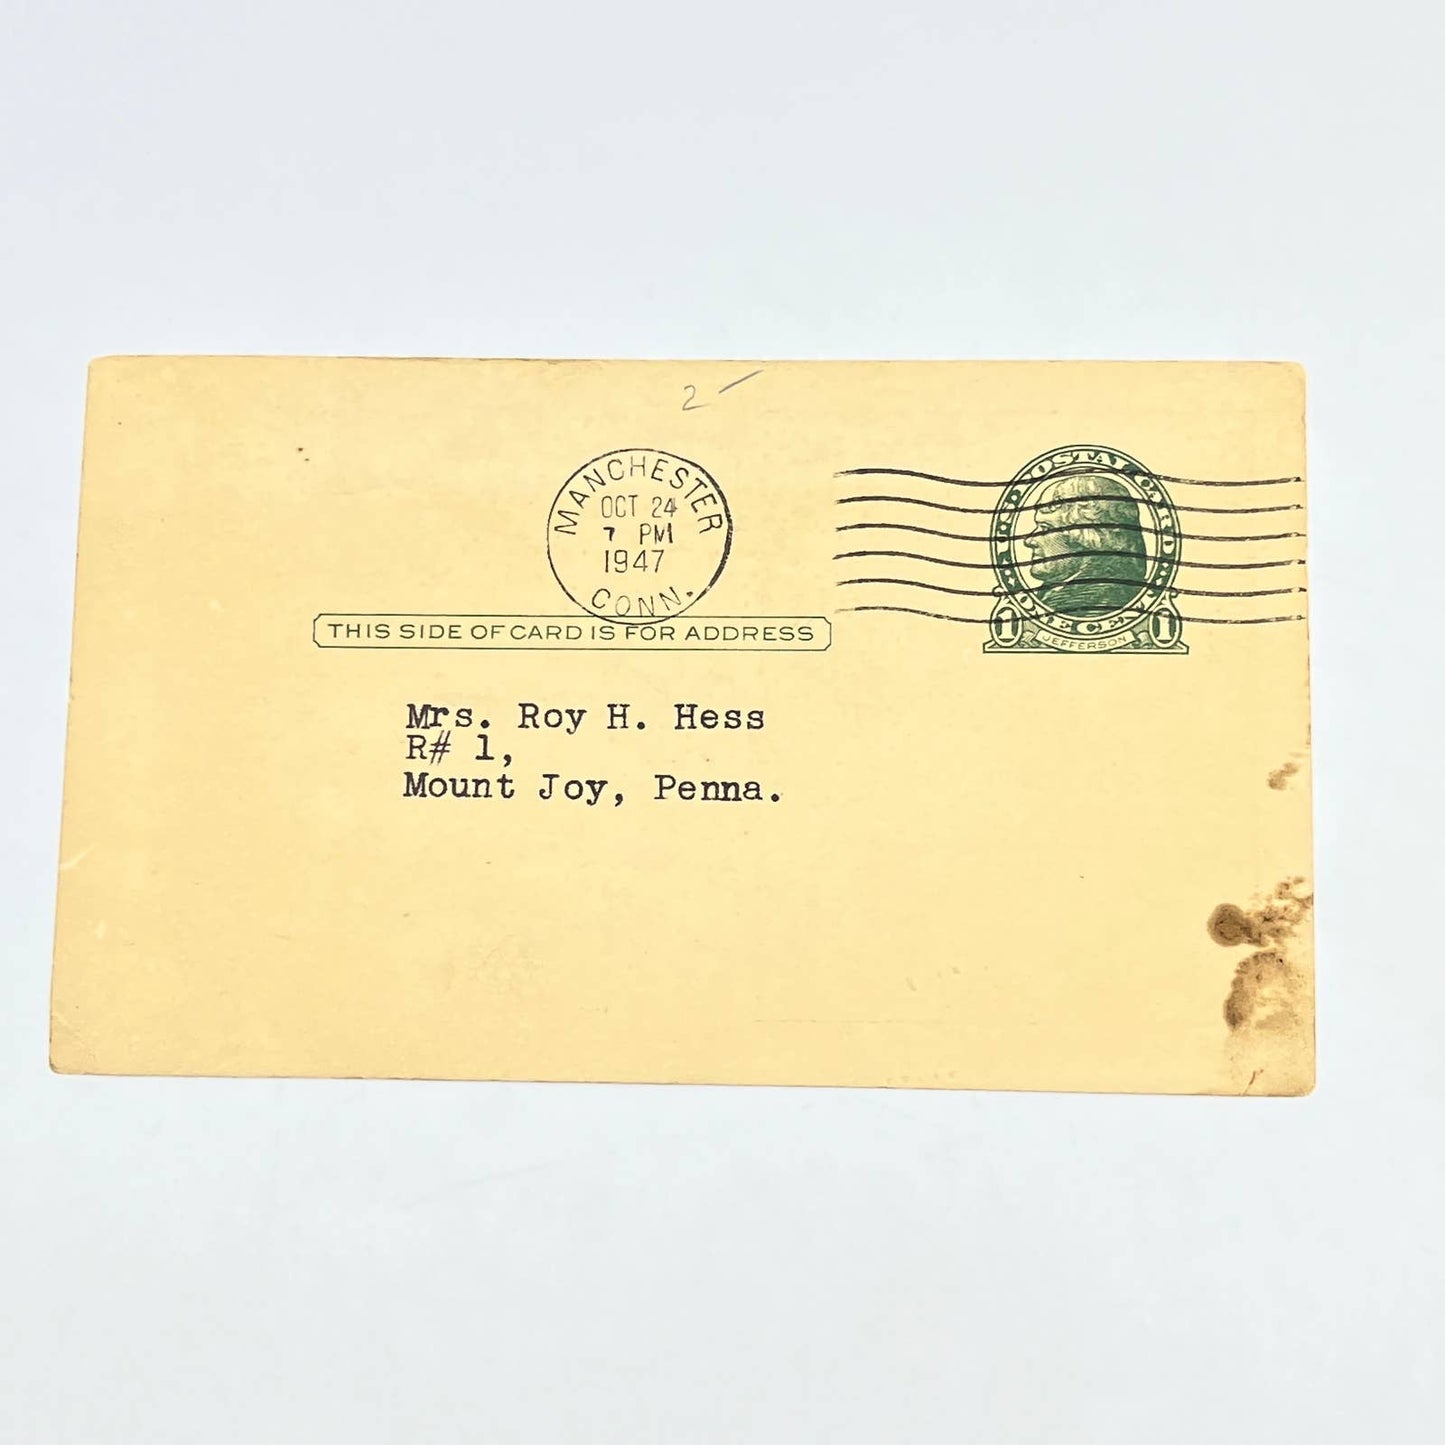 2
MANCHESTER
OCT 24
7 PM
1947
CONN.
U.S. POSTAL CARD
ONE CENT
1 1
JEFFERSON
THIS SIDE OF CARD IS FOR ADDRESS
Mrs. Roy H. Hess
R# 1,
Mount Joy, Penna.